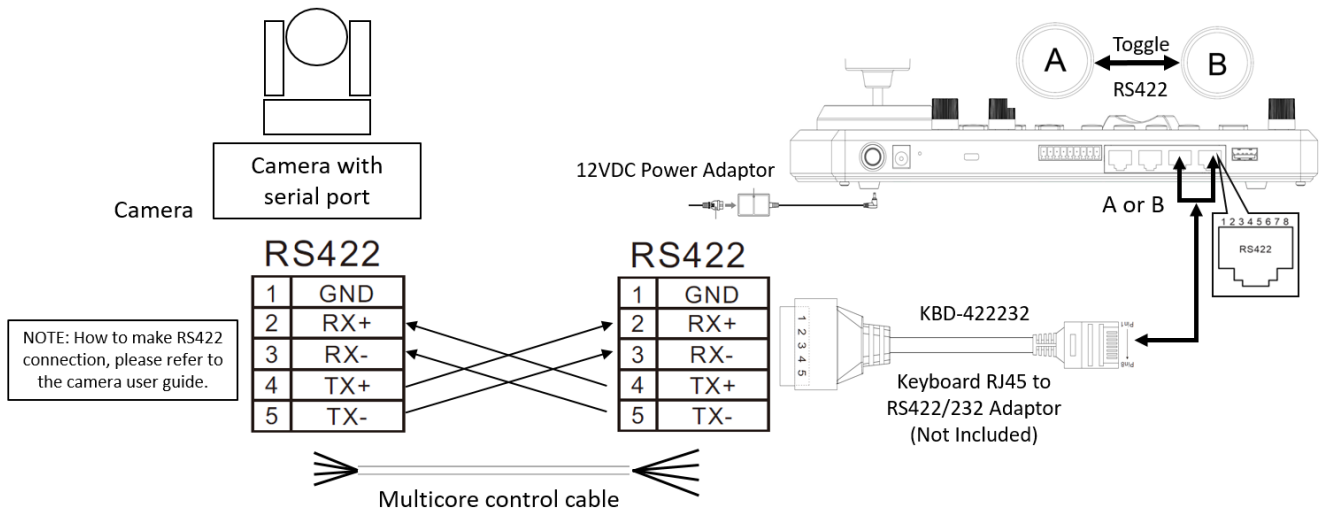 A
Toggle
B
RS422
12VDC Power Adaptor
Camera with
serial port
Camera
A or B
1 2 3 4 5 6 7 8
RS422
RS422
1 GND
2 RX+
3 RX-
4 TX+
5 TX-
RS422
1 GND
2 RX+
3 RX-
4 TX+
5 TX-
NOTE: How to make RS422
connection, please refer to
the camera user guide.
1 2 3 4 5
KBD-422232
Pin1
Pin8
Keyboard RJ45 to
RS422/232 Adaptor
(Not Included)
Multicore control cable